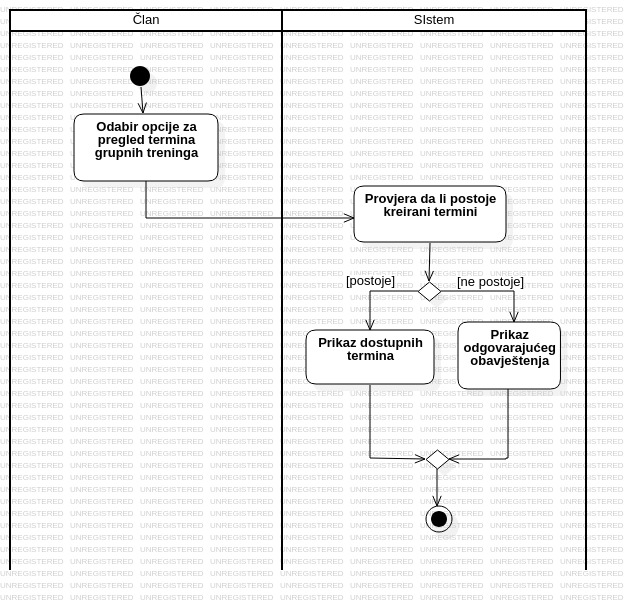 Član
SIstem
Odabir opcije za
pregled termina
grupnih treninga
Provjera da li postoje
kreirani termini
[postoje]
[ne postoje]
Prikaz dostupnih
termina
Prikaz
odgovarajućeg
obavještenja
UNREGISTERED